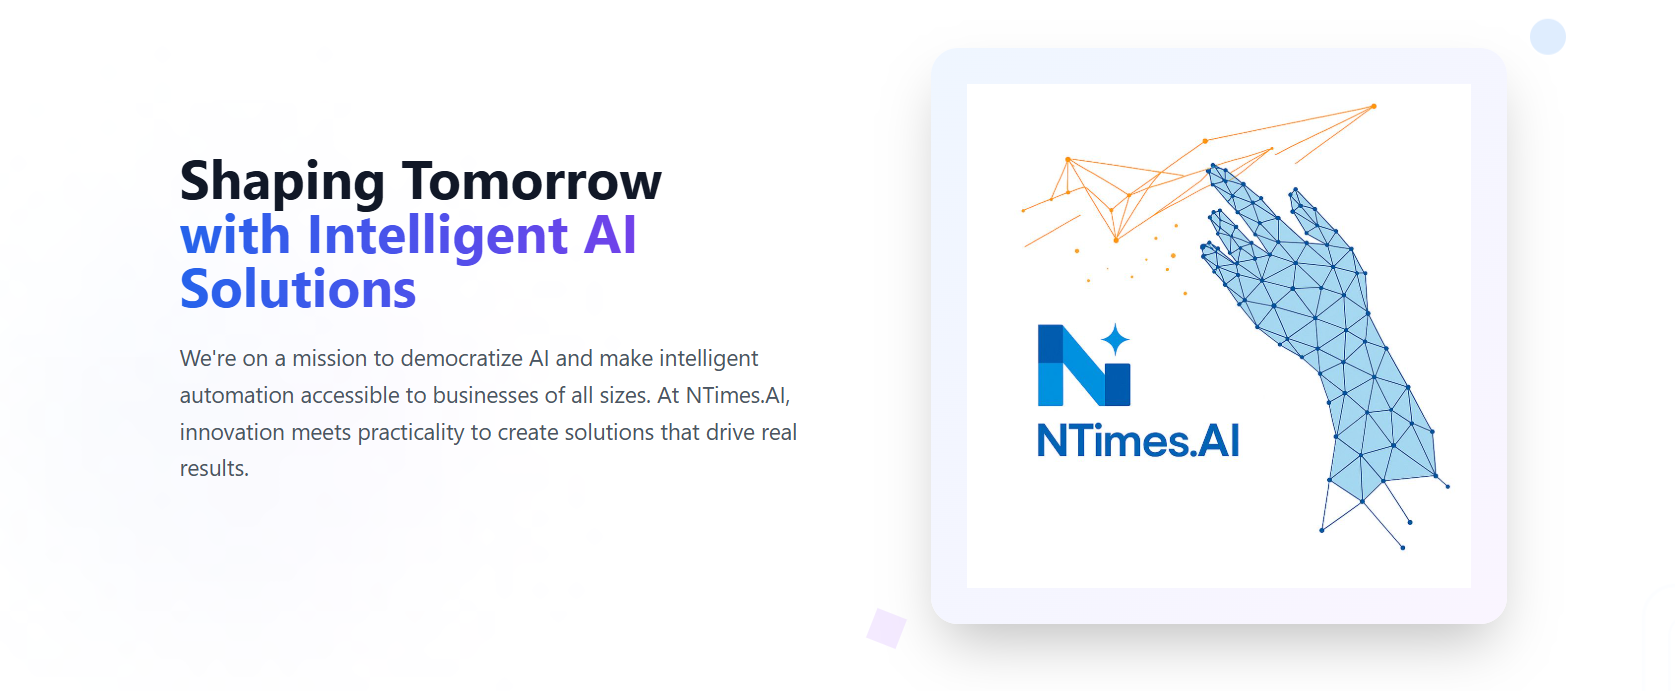 Shaping Tomorrow
with Intelligent AI
Solutions
We're on a mission to democratize AI and make intelligent
automation accessible to businesses of all sizes. At NTimes.AI,
innovation meets practicality to create solutions that drive real
results.
N
NTimes.AI